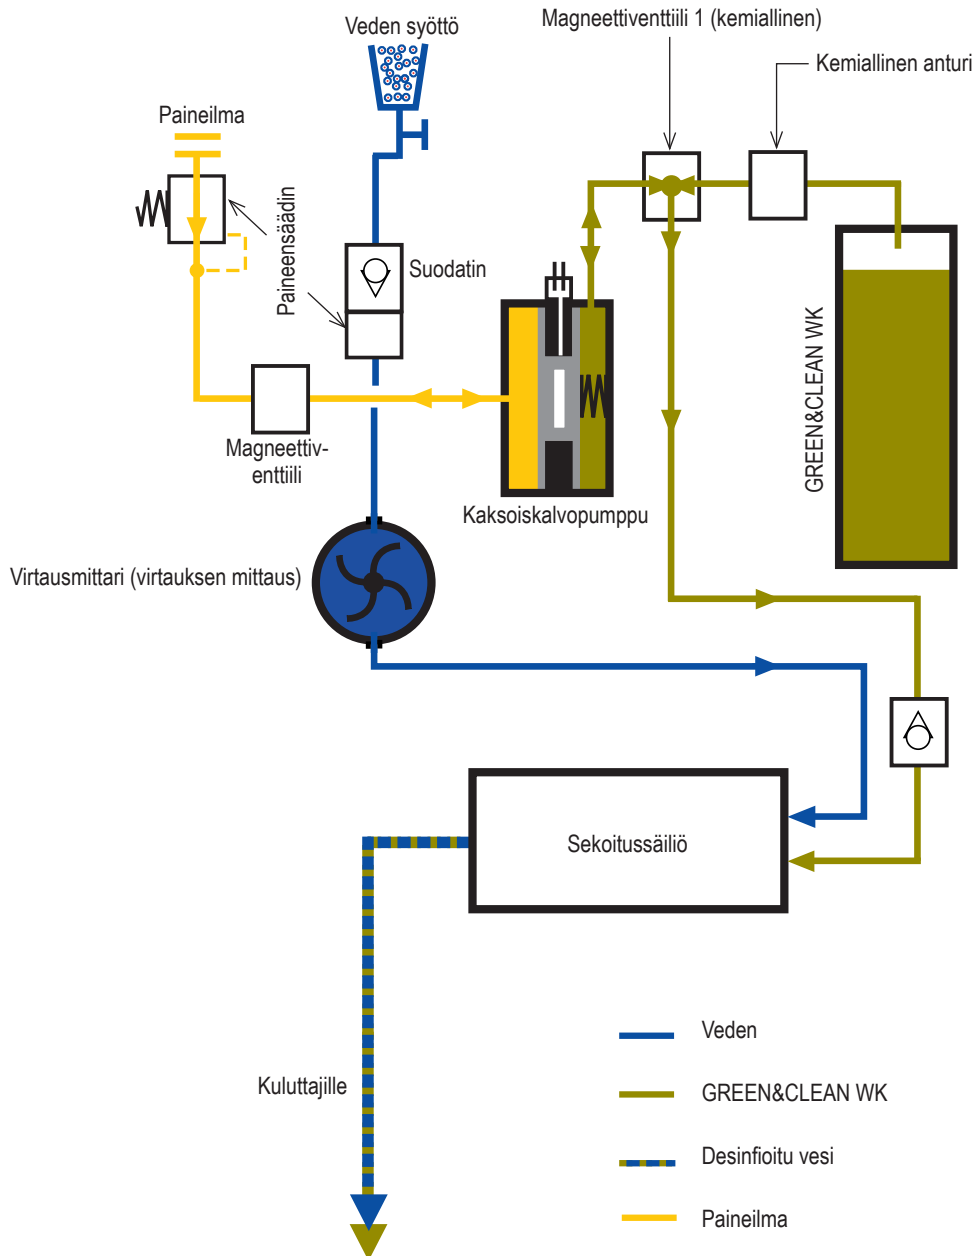 Veden syöttö
Magneettiventtiili 1 (kemiallinen)
Kemiallinen anturi
Paineilma
Paineensäädin
Suodatin
GREEN&CLEAN WK
Magneettiv-
enttiili
Kaksoiskalvopumppu
Virtausmittari (virtauksen mittaus)
Sekoitussäiliö
Kuluttajille
Veden
GREEN&CLEAN WK
Desinfioitu vesi
Paineilma